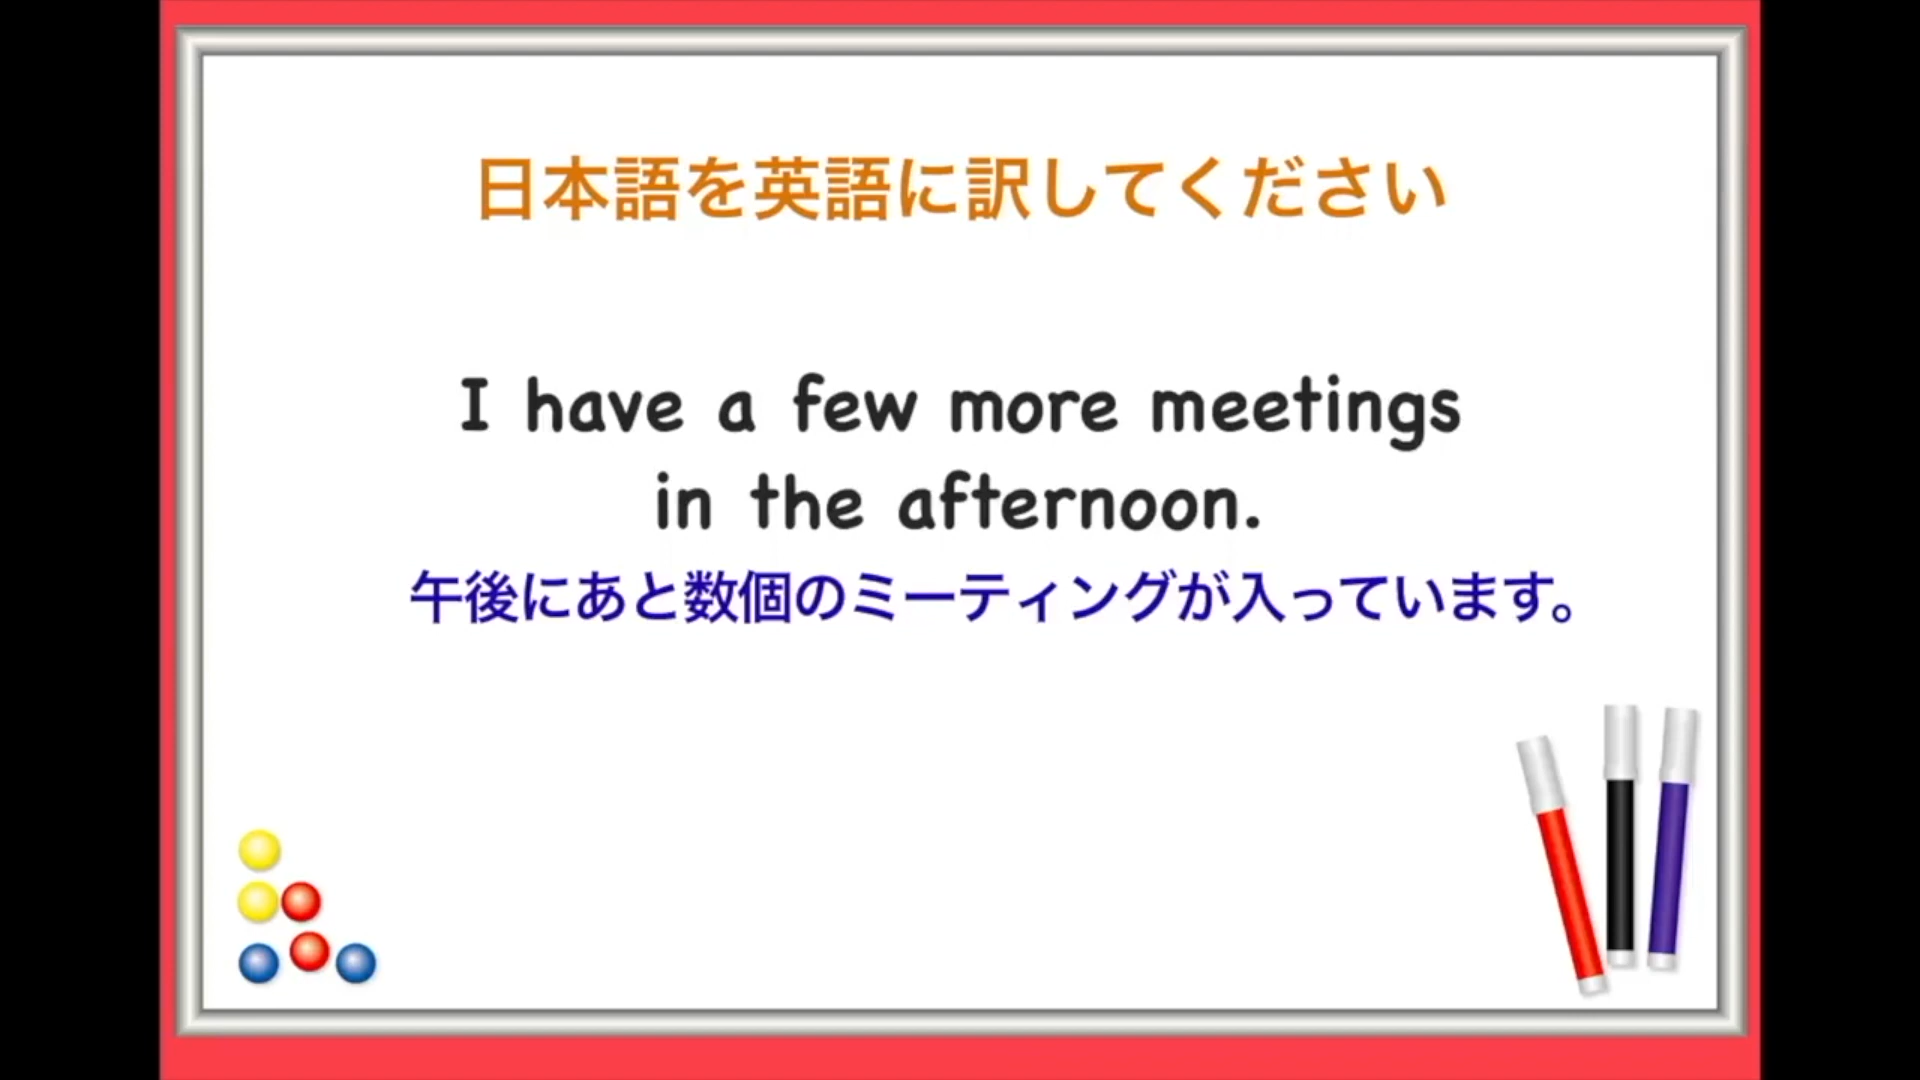 日本語を英語に訳してください
I have a few more meetings
in the afternoon.
午後にあと数個のミーティングが入っています。